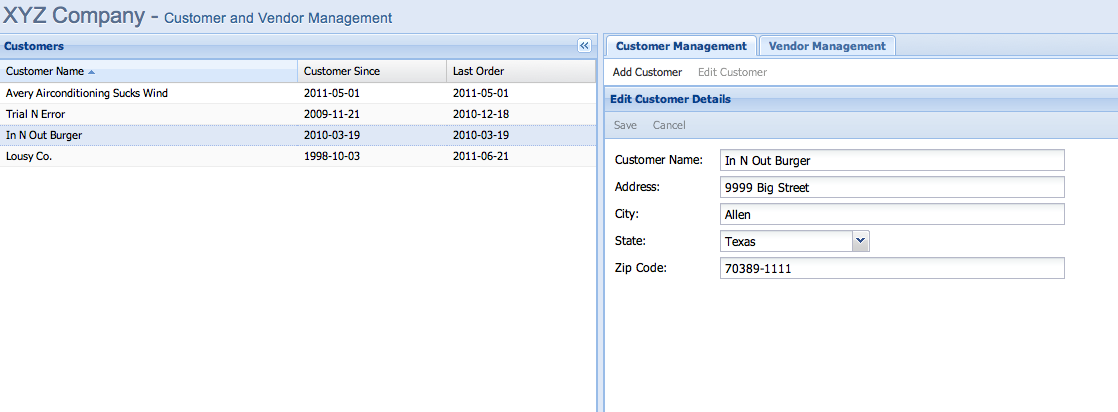 XYZ Company - Customer and Vendor Management
Customers
Customer Name Customer Since Last Order
Avery Airconditioning Sucks Wind 2011-05-01 2011-05-01
Trial N Error 2009-11-21 2010-12-18
In N Out Burger 2010-03-19 2010-03-19
Lousy Co. 1998-10-03 2011-06-21
Customer Management Vendor Management
Add Customer Edit Customer
Edit Customer Details
Save Cancel
Customer Name: In N Out Burger
Address: 9999 Big Street
City: Allen
State: Texas
Zip Code: 70389-1111